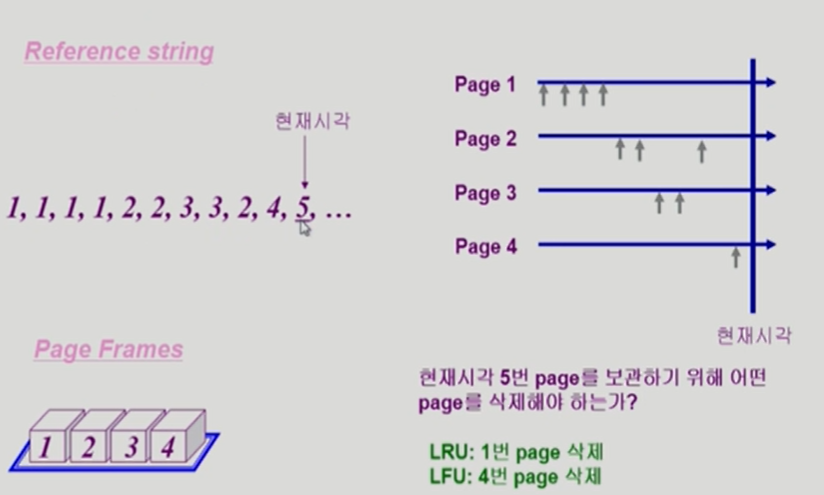 Reference string
현재시각
1, 1, 1, 1, 2, 2, 3, 3, 2, 4, 5, ...
Page 1
Page 2
Page 3
Page 4
현재시각
Page Frames
1 2 3 4
현재시각 5번 page를 보관하기 위해 어떤
page를 삭제해야 하는가?
LRU: 1번 page 삭제
LFU: 4번 page 삭제